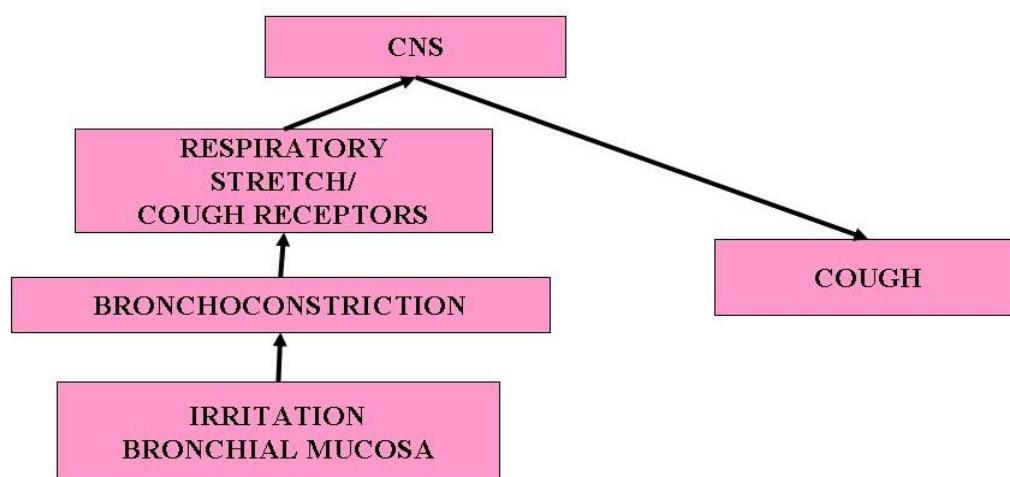 CNS
RESPIRATORY
STRETCH/
COUGH RECEPTORS
COUGH
BRONCHOCONSTRICTION
IRRITATION
BRONCHIAL MUCOSA